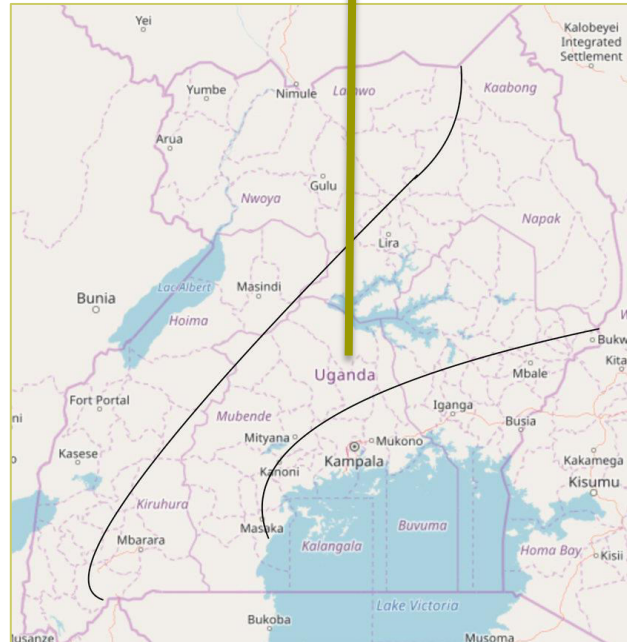 Yei
Kalobeyei
Integrated
Settlement
Yumbe
Nimule
Kaabong
Arua
Gulu
Nwoya
Napak
Lira
Masindi
Lac Albert
Bunia
Hoima
Bukw
Kita
Mbale
Uganda
Fort Portal
Mubende
Iganga
Busia
Mityana
Mukono
Kasese
Kampala
Kakamega
Kanoni
Kisumu
Kiruhura
Masaka
Buvuma
Mbarara
Kalangala
Homa Bay
Kisii
Lake Victoria
Bukoba
Musoma
usanze